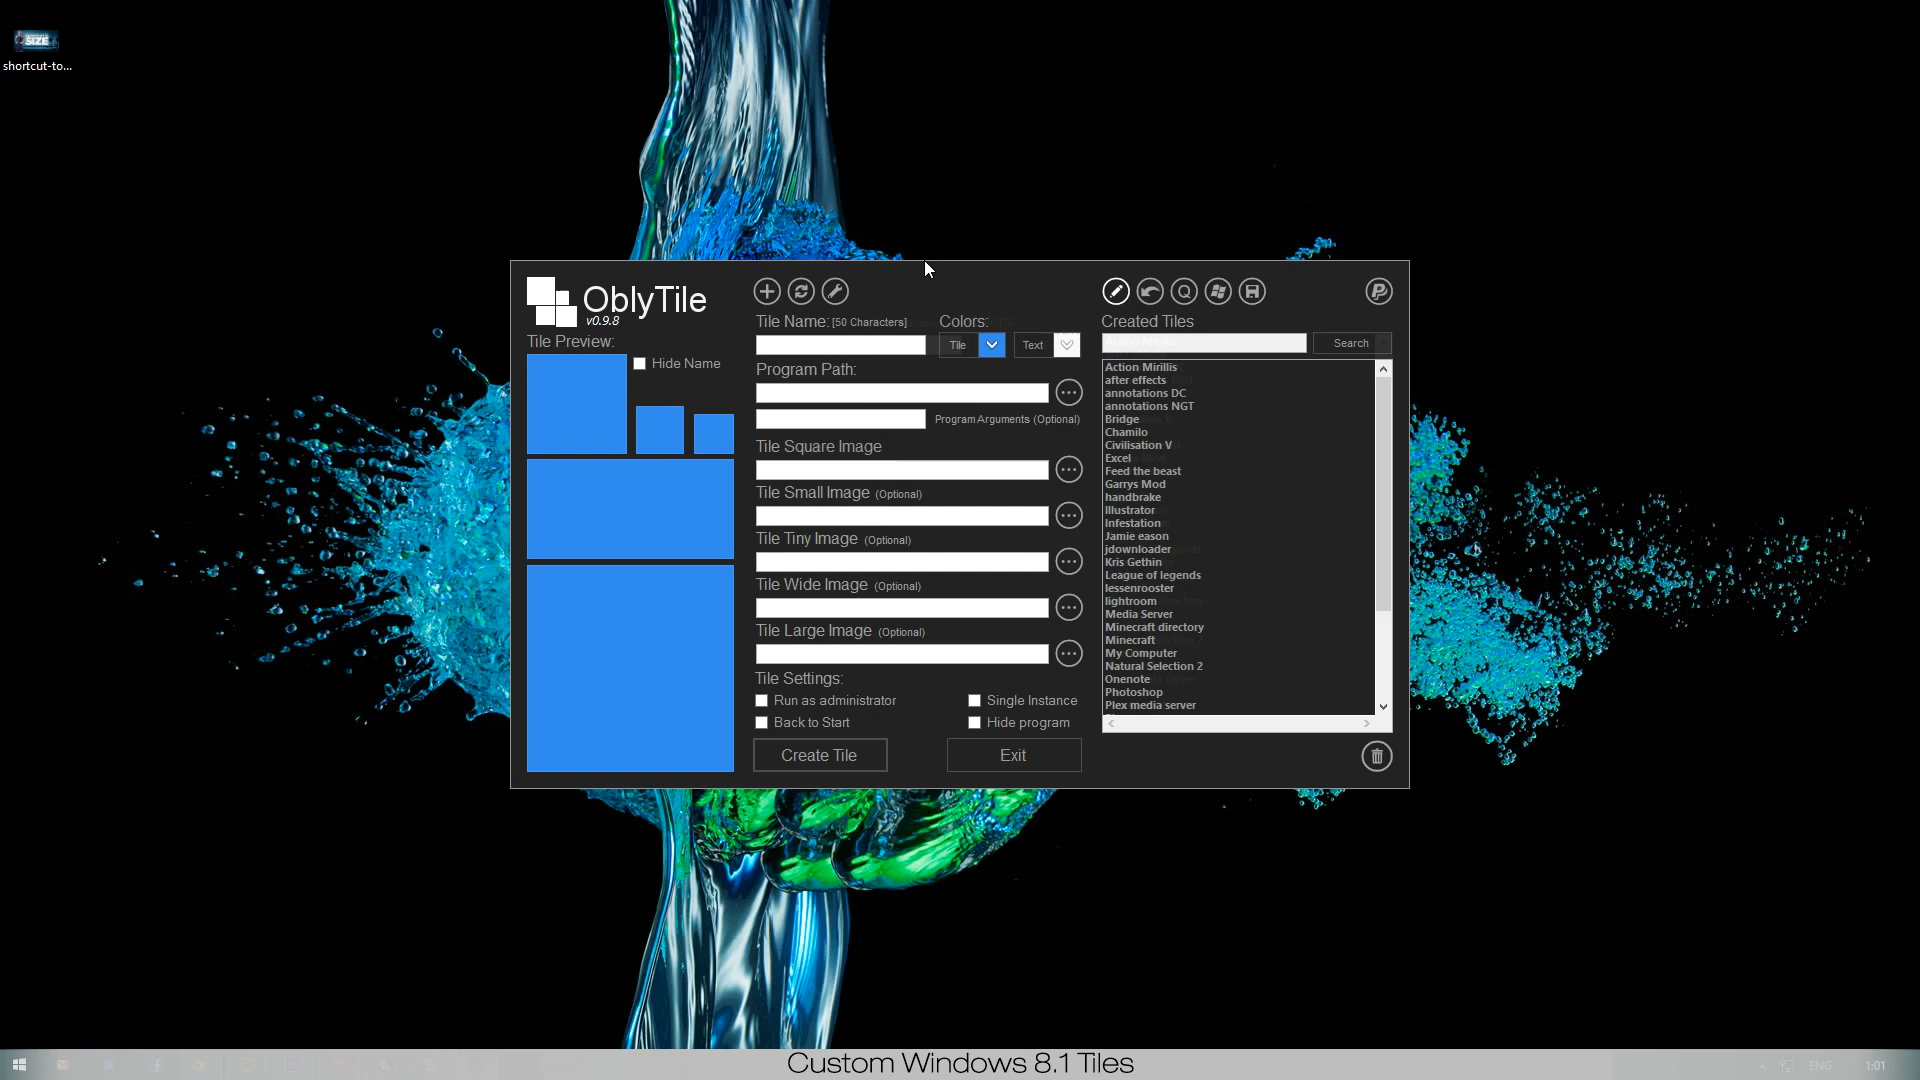 SIZE
shortcut-to...
OblyTile
v0.9.8
Tile Preview:
Hide Name
Tile Name: [50 Characters]
Colors:
Tile
Text
Program Path:
Program Arguments (Optional)
Tile Square Image
Tile Small Image (Optional)
Tile Tiny Image (Optional)
Tile Wide Image (Optional)
Tile Large Image (Optional)
Tile Settings:
Run as administrator
Single Instance
Back to Start
Hide program
Create Tile
Exit
Created Tiles
Search
Action Mirillis
after effects
annotations DC
annotations NGT
Bridge
Chamilo
Civilisation V
Excel
Feed the beast
Garrys Mod
handbrake
Illustrator
Infestation
Jamie eason
jdownloader
Kris Gethin
League of legends
lessenrooster
lightroom
Media Server
Minecraft directory
Minecraft
My Computer
Natural Selection 2
Onenote
Photoshop
Plex media server
Custom Windows 8.1 Tiles
ENG
1:01